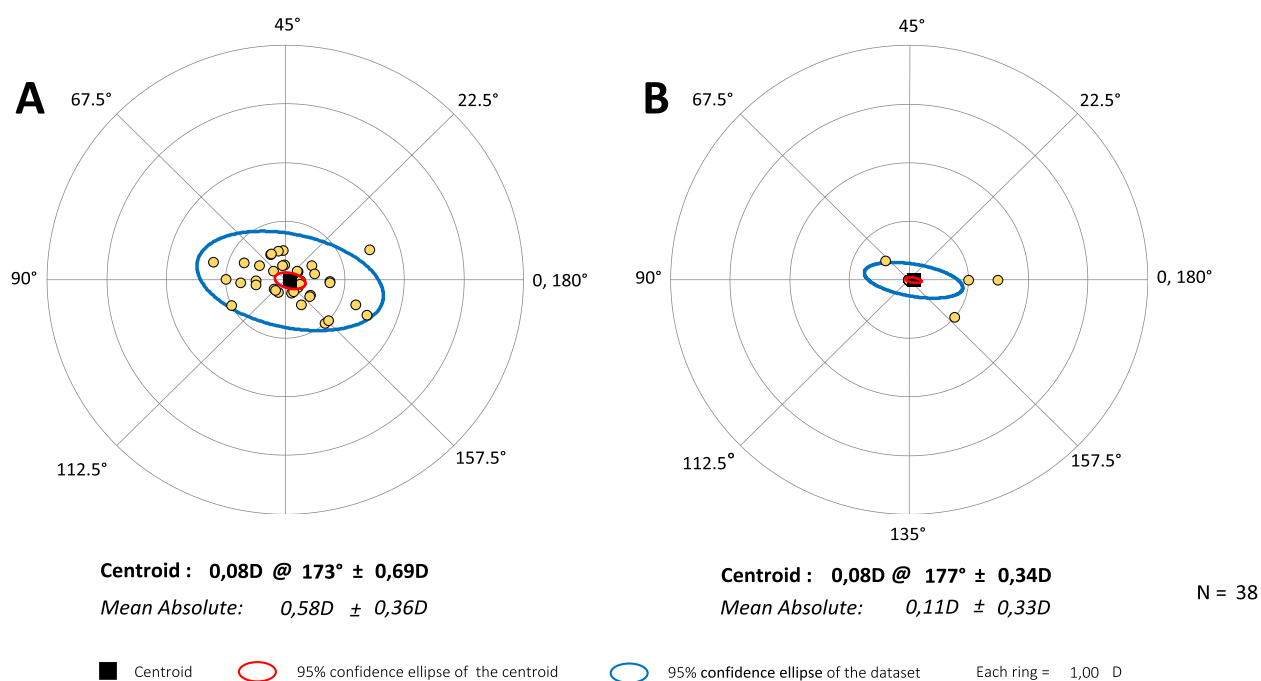 A
45°
67.5°
22.5°
90°
0, 180°
112.5°
157.5°
Centroid : 0,08D @ 173° ± 0,69D
Mean Absolute: 0,58D ± 0,36D
B
45°
67.5°
22.5°
90°
0, 180°
112.5°
157.5°
135°
Centroid : 0,08D @ 177° ± 0,34D
Mean Absolute: 0,11D ± 0,33D
N = 38
Centroid
95% confidence ellipse of the centroid
95% confidence ellipse of the dataset
Each ring = 1,00 D